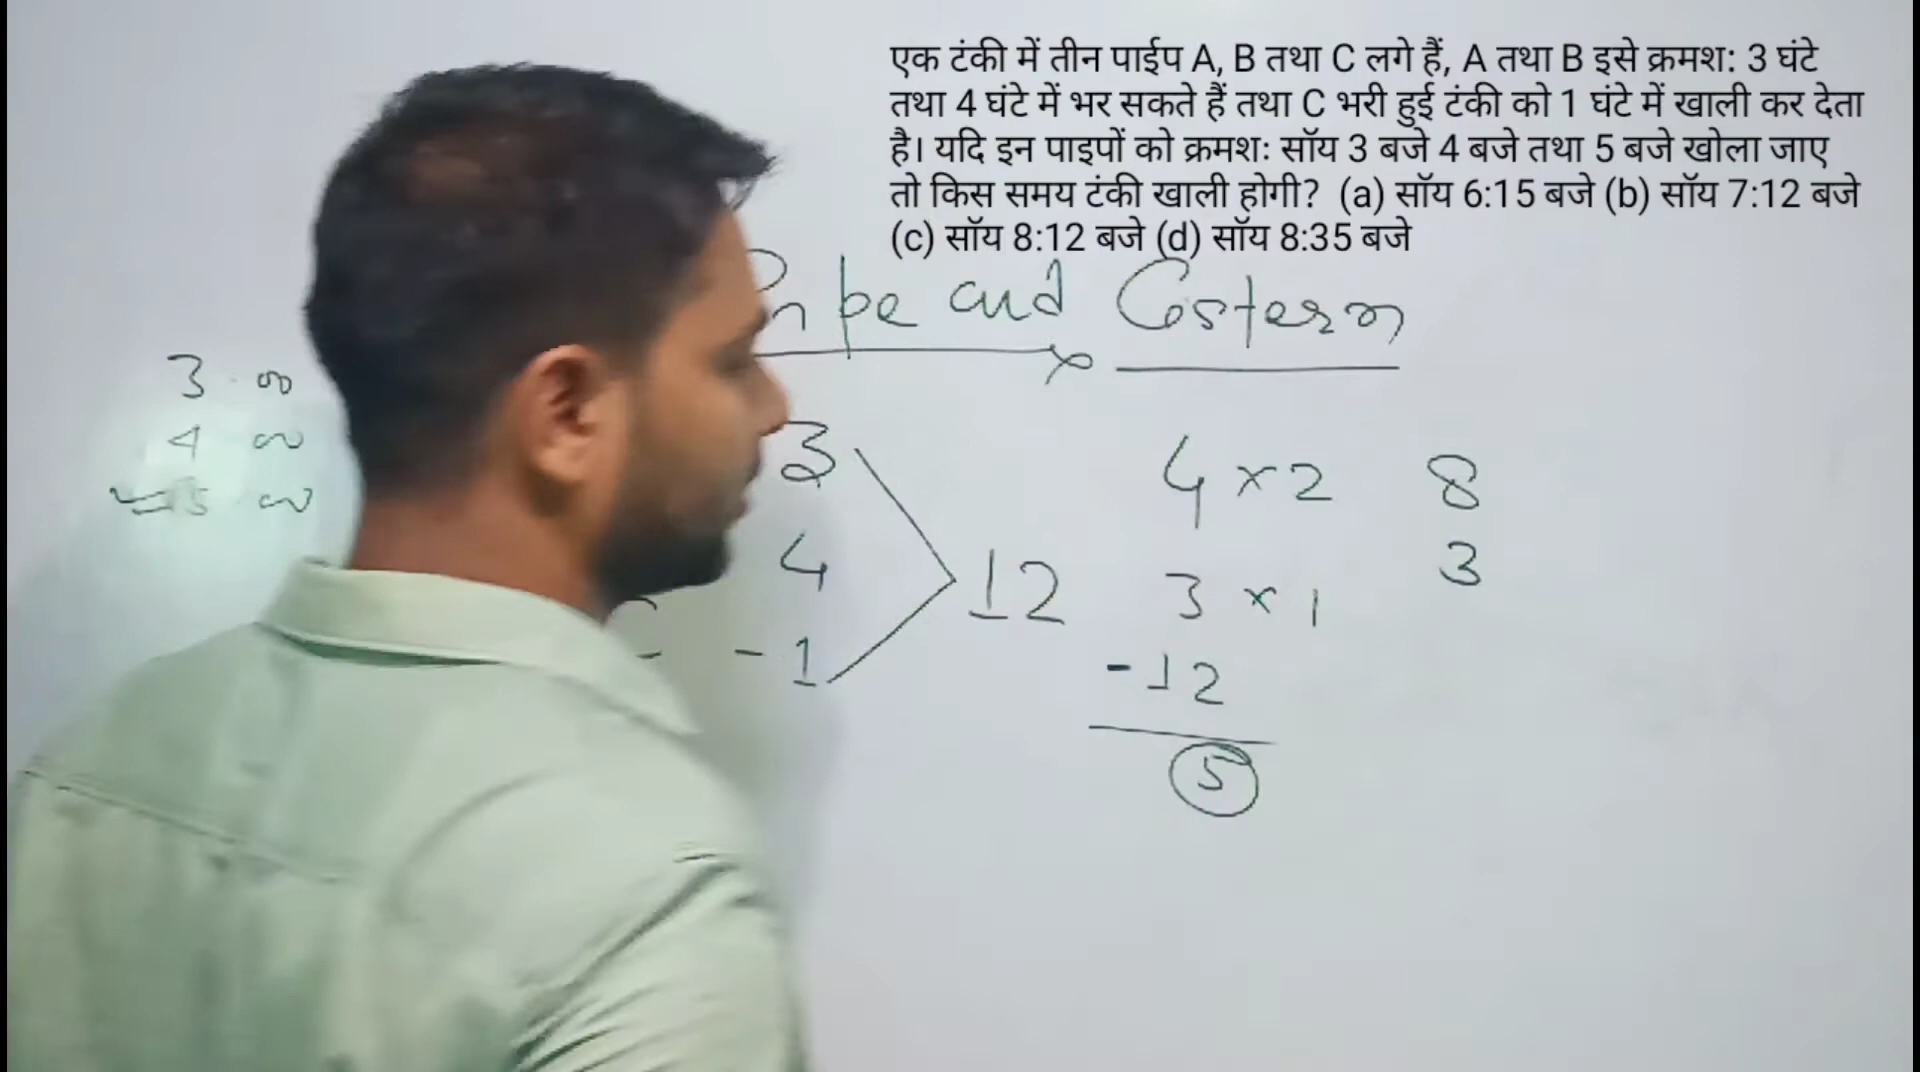 एक टंकी में तीन पाईप A, B तथा C लगे हैं, A तथा B इसे क्रमश: 3 घंटे
तथा 4 घंटे में भर सकते हैं तथा C भरी हुई टंकी को 1 घंटे में खाली कर देता
है। यदि इन पाइपों को क्रमशः सॉय 3 बजे 4 बजे तथा 5 बजे खोला जाए
तो किस समय टंकी खाली होगी? (a) सॉय 6:15 बजे (b) सॉय 7:12 बजे
(c) सॉय 8:12 बजे (d) सॉय 8:35 बजे
pe and
3
4
5
3 4 × 2 8
4 12 3 × 1 3
- 1 - 12
5